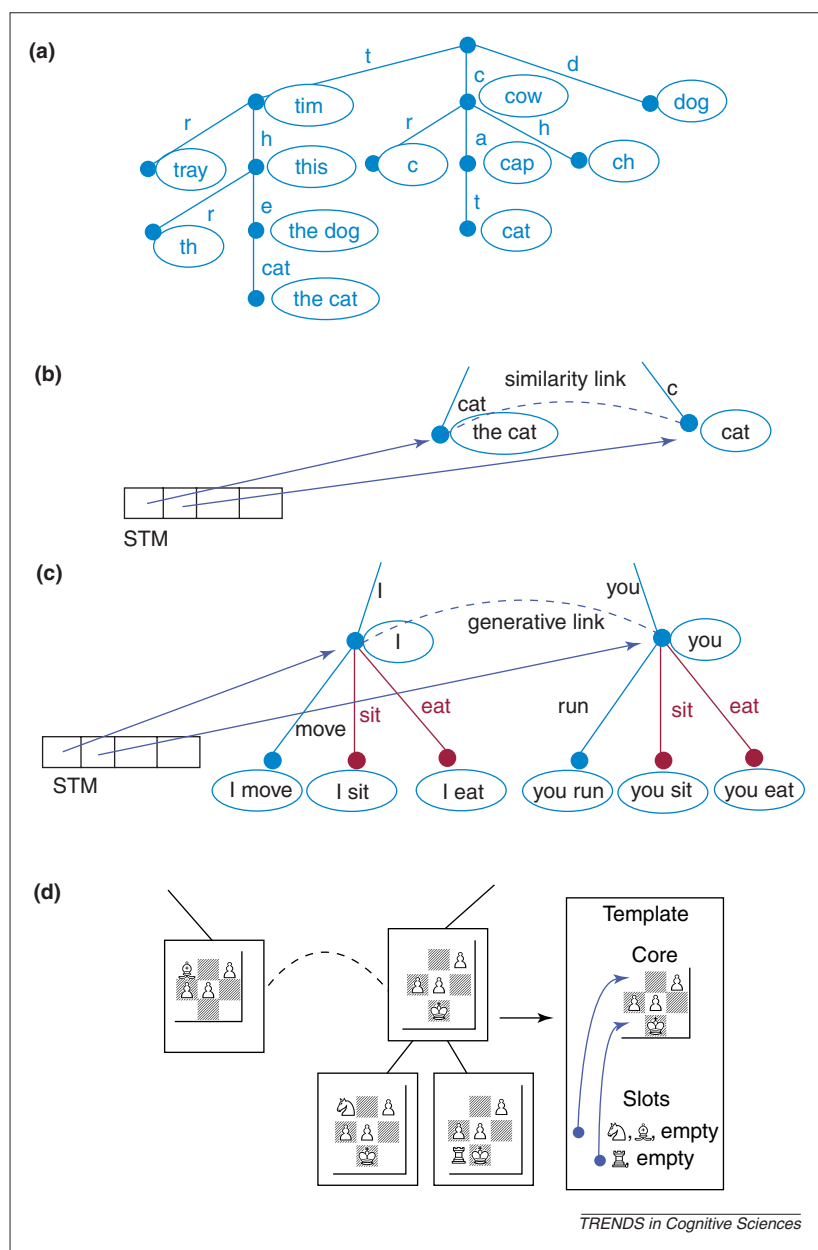 (a)
t
c
d
tim
cow
dog
r
h
r
a
h
tray
this
c
cap
ch
r
e
t
th
the dog
cat
cat
the cat
(b)
similarity link
c
cat
the cat
cat
STM
(c)
I
you
generative link
I
you
sit
eat
run
sit
eat
move
STM
I move
I sit
I eat
you run
you sit
you eat
(d)
Template
Core
Slots
♘, ♗, empty
♖, empty
TRENDS in Cognitive Sciences